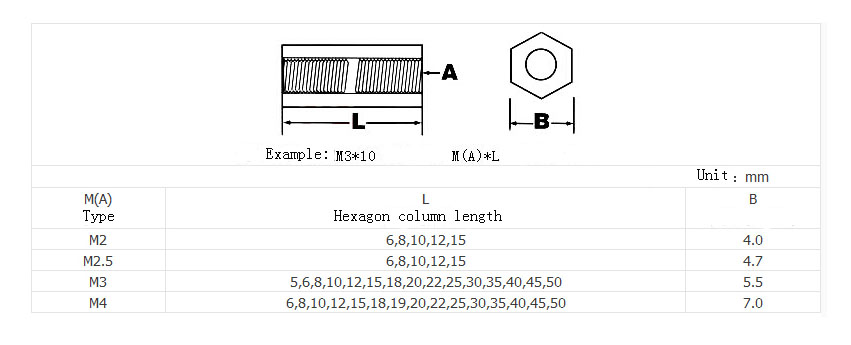 A
L
B
Example: M3*10 M(A)*L
Unit : mm
M(A) L B
Type Hexagon column length
M2 6,8,10,12,15 4.0
M2.5 6,8,10,12,15 4.7
M3 5,6,8,10,12,15,18,20,22,25,30,35,40,45,50 5.5
M4 6,8,10,12,15,18,19,20,22,25,30,35,40,45,50 7.0